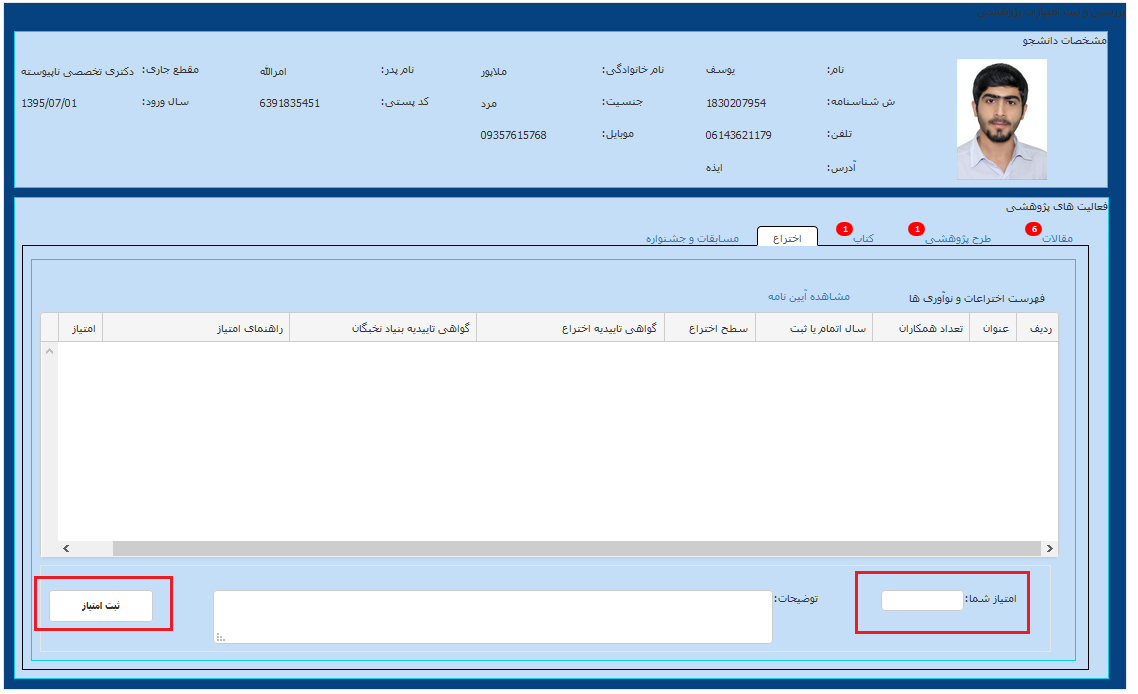 بررسی و ثبت امتیازات پژوهشی
مشخصات دانشجو
نام: یوسف نام خانوادگی: ملاپور نام پدر: امرالله مقطع جاری: دکتری تخصصی ناپیوسته
ش شناسنامه: 1830207954 جنسیت: مرد کد پستی: 6391835451 سال ورود: 1395/07/01
تلفن: 06143621179 موبایل: 09357615768
آدرس: ایذه
فعالیت های پژوهشی
مقالات 6 طرح پژوهشی 1 کتاب 1 اختراع مسابقات و جشنواره
فهرست اختراعات و نوآوری ها مشاهده آیین نامه
ردیف عنوان تعداد همکاران سال اتمام یا ثبت سطح اختراع گواهی تاییدیه اختراع گواهی تاییدیه بنیاد نخبگان راهنمای امتیاز امتیاز
امتیاز شما: توضیحات: ثبت امتیاز